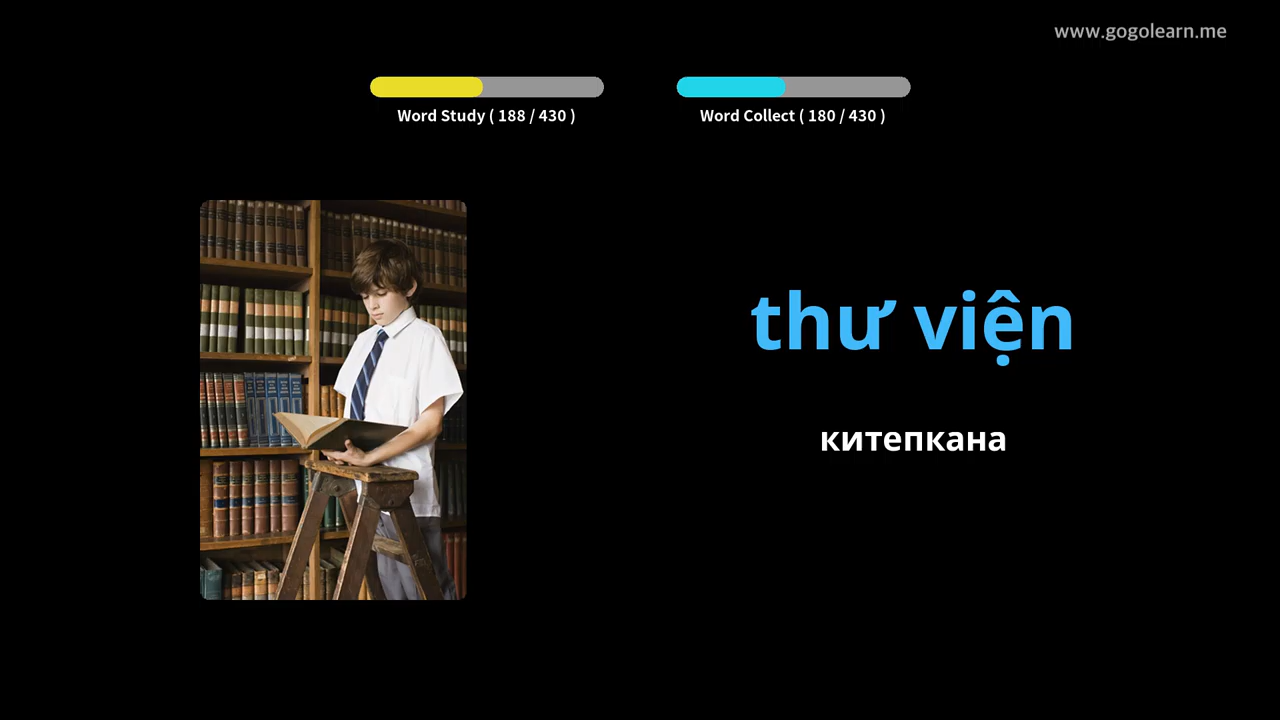 www.gogolearn.me
Word Study ( 188 / 430 )
Word Collect ( 180 / 430 )
thư viện
китепкана